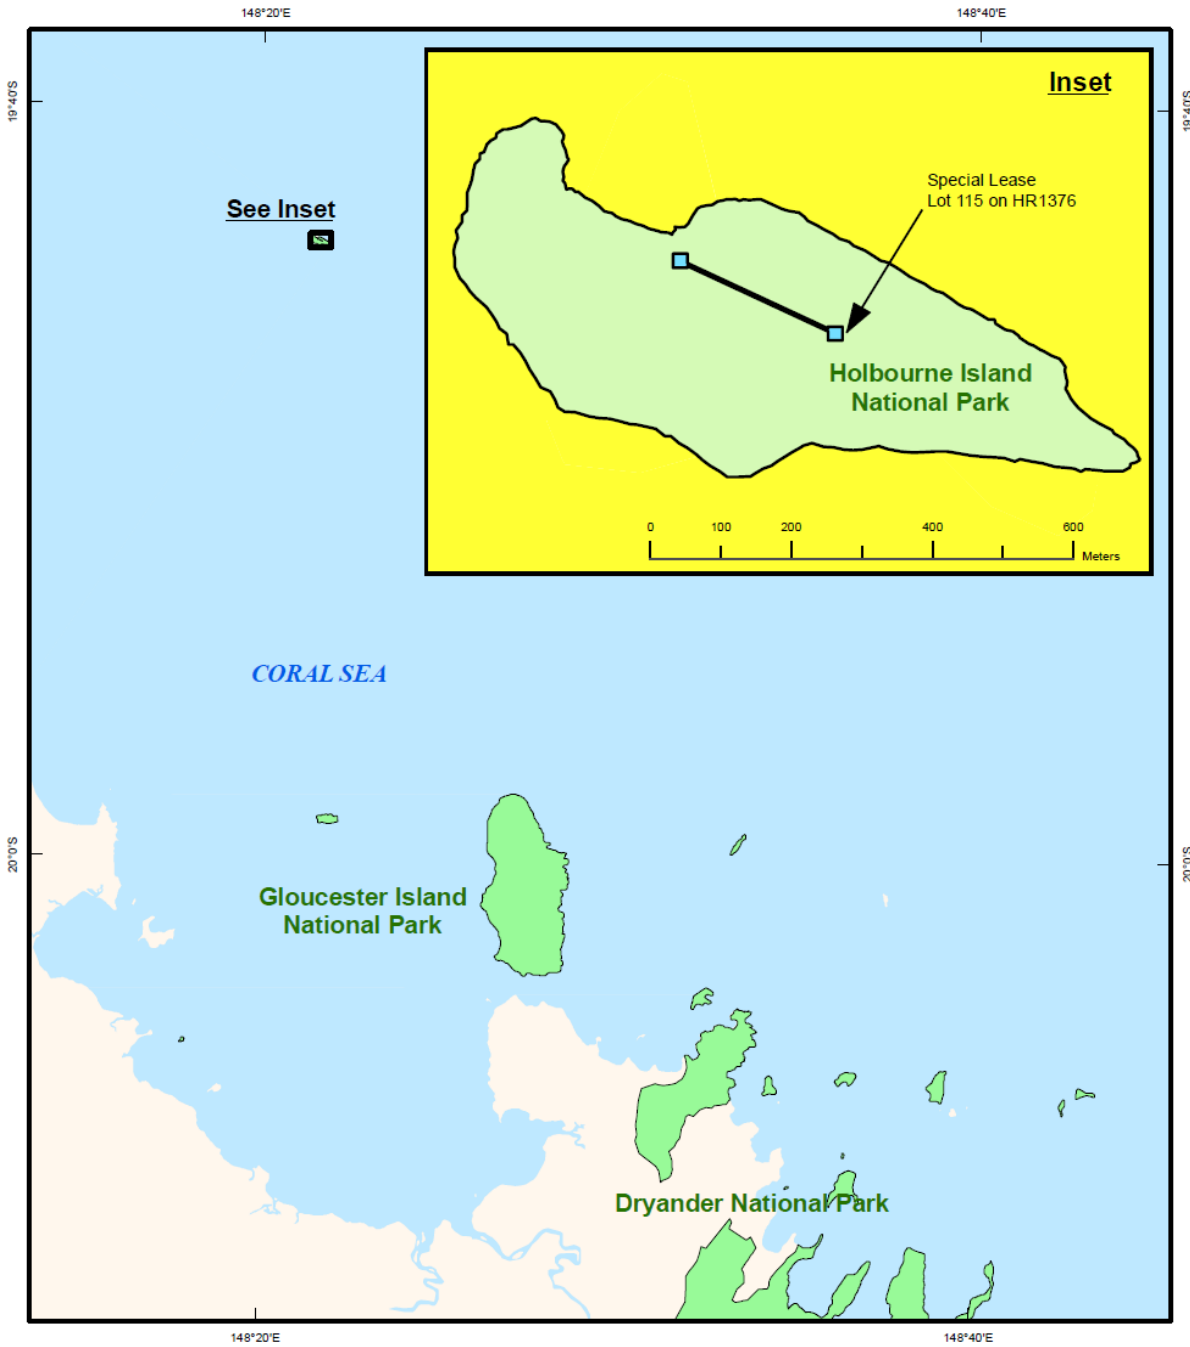 148°20'E
148°40'E
19°40'S
19°40'S
Inset
See Inset
Special Lease
Lot 115 on HR1376
Holbourne Island
National Park
0 100 200 400 600
Meters
CORAL SEA
20°0'S
20°0'S
Gloucester Island
National Park
Dryander National Park
148°20'E
148°40'E